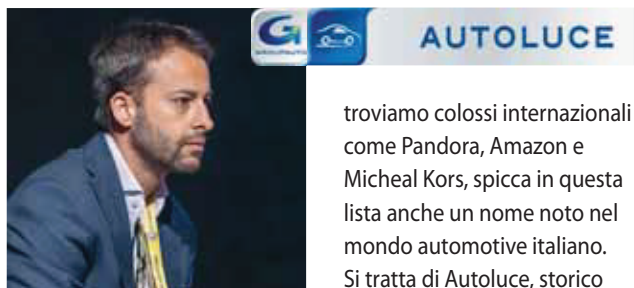 AUTOLUCE
troviamo colossi internazionali
come Pandora, Amazon e
Micheal Kors, spicca in questa
lista anche un nome noto nel
mondo automotive italiano.
Si tratta di Autoluce, storico